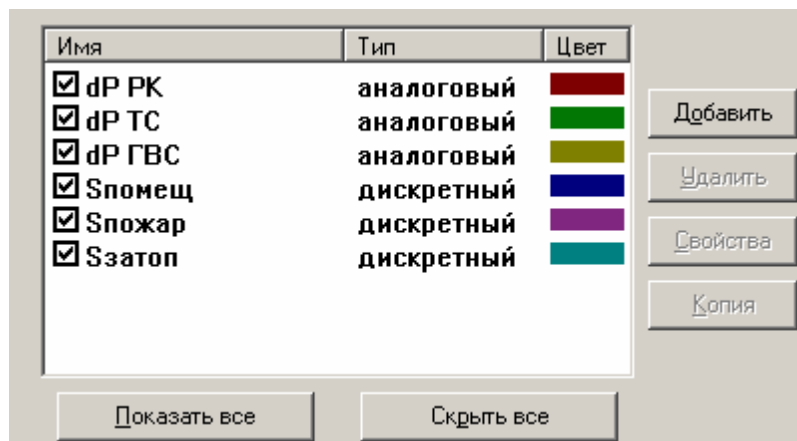 Имя Тип Цвет
dP РК аналоговый
dP ТС аналоговый
dP ГВС аналоговый
Sпомещ дискретный
Sпожар дискретный
Sзатоп дискретный
Добавить
Удалить
Свойства
Копия
Показать все Скрыть все